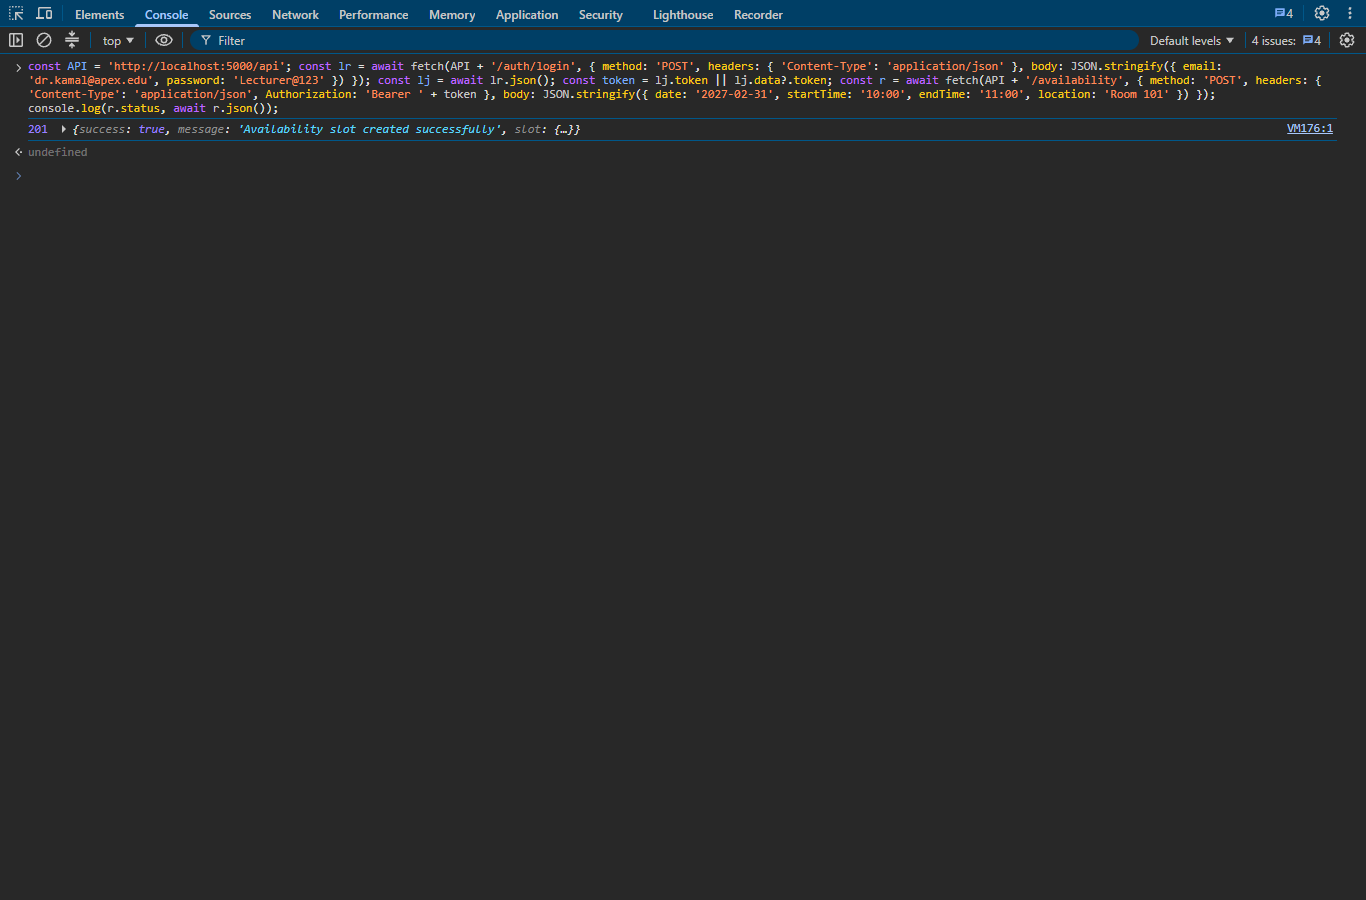 Elements Console Sources Network Performance Memory Application Security Lighthouse Recorder 4
top Filter Default levels 4 issues: 4
> const API = 'http://localhost:5000/api'; const lr = await fetch(API + '/auth/login', { method: 'POST', headers: { 'Content-Type': 'application/json' }, body: JSON.stringify({ email:
'dr.kamal@apex.edu', password: 'Lecturer@123' }) }); const lj = await lr.json(); const token = lj.token || lj.data?.token; const r = await fetch(API + '/availability', { method: 'POST', headers: {
'Content-Type': 'application/json', Authorization: 'Bearer ' + token }, body: JSON.stringify({ date: '2027-02-31', startTime: '10:00', endTime: '11:00', location: 'Room 101' }) });
console.log(r.status, await r.json());
201 {success: true, message: 'Availability slot created successfully', slot: {…}} VM176:1
undefined
>